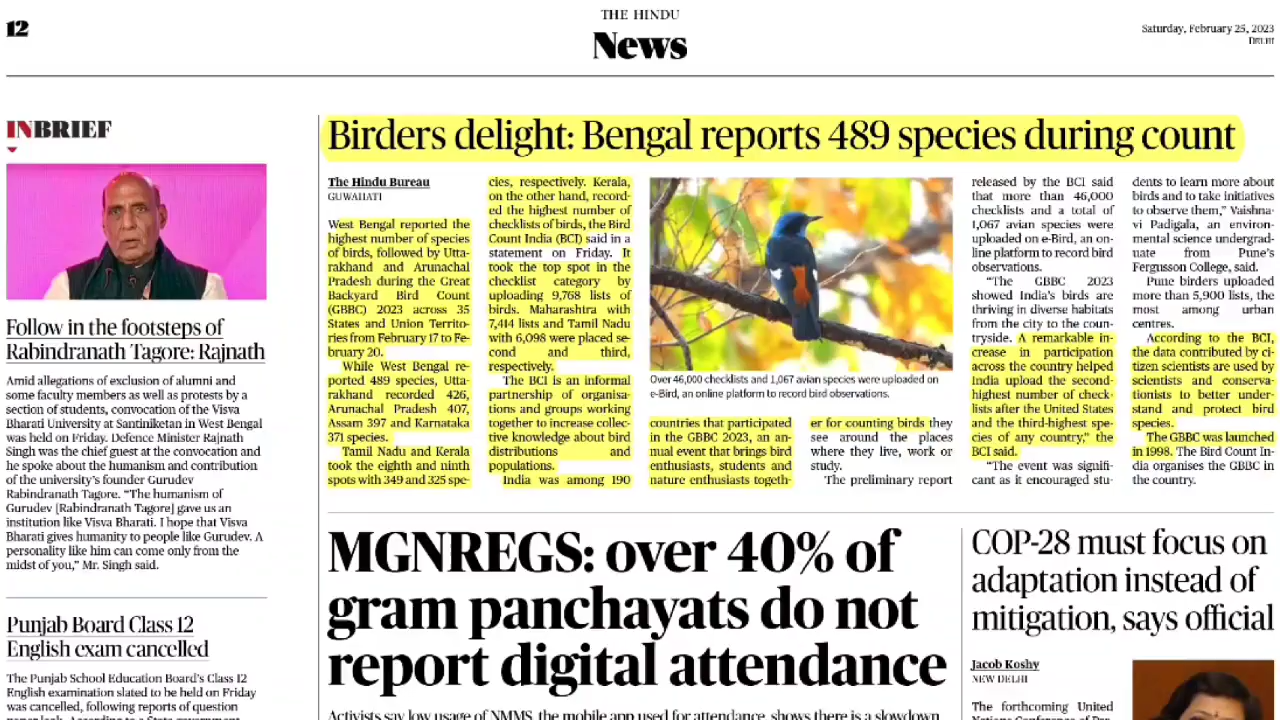 12
THE HINDU
News
Saturday, February 25, 2023
DELHI
INBRIEF
Follow in the footsteps of
Rabindranath Tagore: Rajnath
Amid allegations of exclusion of alumni and
some faculty members as well as protests by a
section of students, convocation of the Visva
Bharati University at Santiniketan in West Bengal
was held on Friday. Defence Minister Rajnath
Singh was the chief guest at the convocation and
he spoke about the humanism and contribution
of the university's founder Gurudev
Rabindranath Tagore. "The humanism of
Gurudev [Rabindranath Tagore] gave us an
institution like Visva Bharati. I hope that Visva
Bharati gives humanity to people like Gurudev. A
personality like him can come only from the
midst of you," Mr. Singh said.
Punjab Board Class 12
English exam cancelled
The Punjab School Education Board's Class 12
English examination slated to be held on Friday
was cancelled, following reports of question
Birders delight: Bengal reports 489 species during count
The Hindu Bureau
GUWAHATI
West Bengal reported the
highest number of species
of birds, followed by Utta-
rakhand and Arunachal
Pradesh during the Great
Backyard Bird Count
(GBBC) 2023 across 35
States and Union Territo-
ries from February 17 to Fe-
bruary 20.
While West Bengal re-
ported 489 species, Utta-
rakhand recorded 426,
Arunachal Pradesh 407,
Assam 397 and Karnataka
371 species.
Tamil Nadu and Kerala
took the eighth and ninth
spots with 349 and 325 spe-
cies, respectively. Kerala,
on the other hand, record-
ed the highest number of
checklists of birds, the Bird
Count India (BCI) said in a
statement on Friday. It
took the top spot in the
checklist category by
uploading 9,768 lists of
birds. Maharashtra with
7,414 lists and Tamil Nadu
with 6,098 were placed se-
cond and third,
respectively.
The BCI is an informal
partnership of organisa-
tions and groups working
together to increase collec-
tive knowledge about bird
distributions and
populations.
India was among 190
Over 46,000 checklists and 1,067 avian species were uploaded on
e-Bird, an online platform to record bird observations.
countries that participated
in the GBBC 2023, an an-
nual event that brings bird
enthusiasts, students and
nature enthusiasts togeth-
er for counting birds they
see around the places
where they live, work or
study.
The preliminary report
released by the BCI said
that more than 46,000
checklists and a total of
1,067 avian species were
uploaded on e-Bird, an on-
line platform to record bird
observations.
"The GBBC 2023
showed India's birds are
thriving in diverse habitats
from the city to the coun-
tryside. A remarkable in-
crease in participation
across the country helped
India upload the second-
highest number of check-
lists after the United States
and the third-highest spe-
cies of any country," the
BCI said.
"The event was signifi-
cant as it encouraged stu-
dents to learn more about
birds and to take initiatives
to observe them," Vaishna-
vi Padigala, an environ-
mental science undergrad-
uate from Pune's
Fergusson College, said.
Pune birders uploaded
more than 5,900 lists, the
most among urban
centres.
According to the BCI,
the data contributed by ci-
tizen scientists are used by
scientists and conserva-
tionists to better under-
stand and protect bird
species.
The GBBC was launched
in 1998. The Bird Count In-
dia organises the GBBC in
the country.
MGNREGS: over 40% of
gram panchayats do not
report digital attendance
Activists say low usage of NMMS, the mobile app used for attendance, shows there is a slowdown
COP-28 must focus on
adaptation instead of
mitigation, says official
Jacob Koshy
NEW DELHI
The forthcoming United